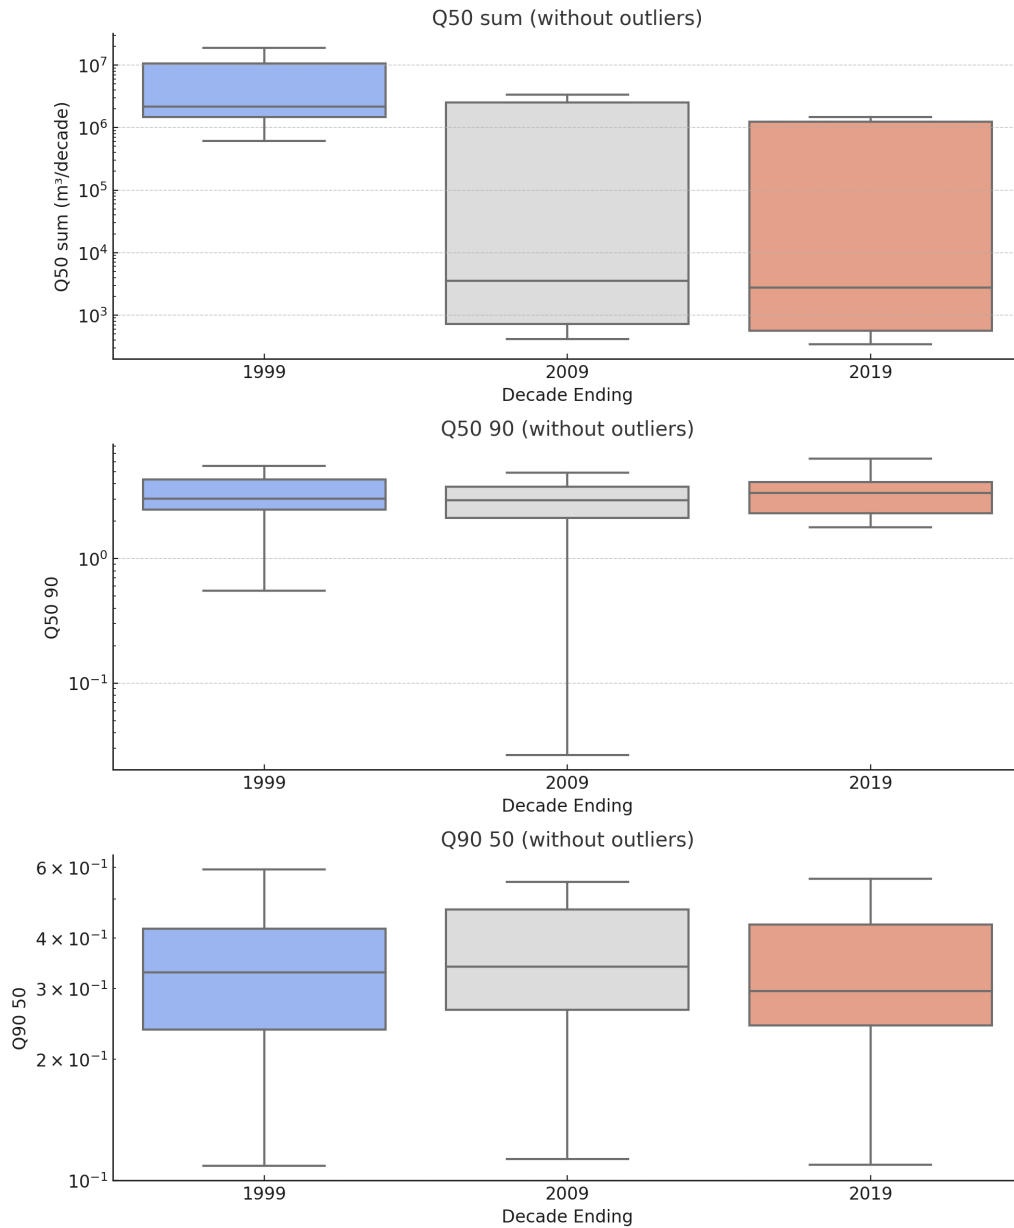 Q50 sum (without outliers)
Q50 sum (m³/decade)
10⁷
10⁶
10⁵
10⁴
10³
1999 2009 2019
Decade Ending
Q50 90 (without outliers)
Q50 90
10⁰
10⁻¹
1999 2009 2019
Decade Ending
Q90 50 (without outliers)
Q90 50
6 × 10⁻¹
4 × 10⁻¹
3 × 10⁻¹
2 × 10⁻¹
10⁻¹
1999 2009 2019
Decade Ending